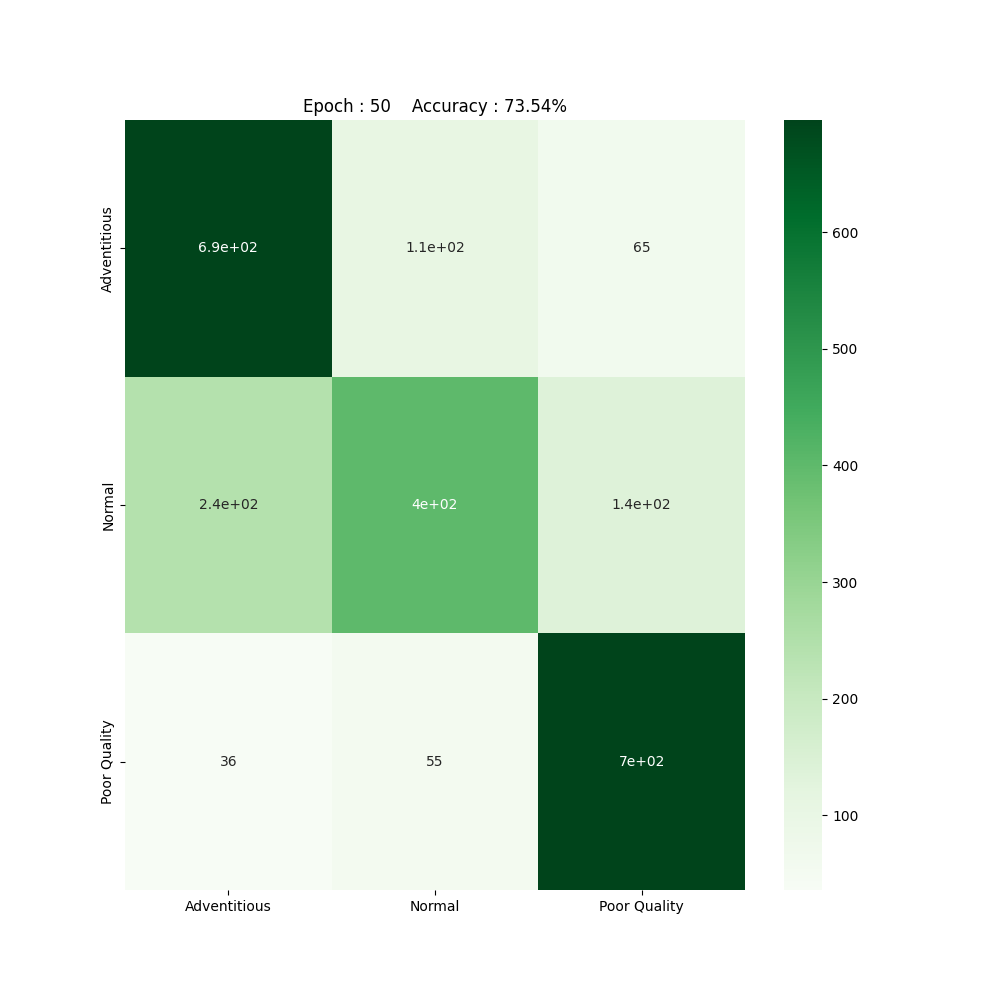 Epoch : 50    Accuracy : 73.54%
Adventitious
6.9e+02
1.1e+02
65
Normal
2.4e+02
4e+02
1.4e+02
Poor Quality
36
55
7e+02
Adventitious
Normal
Poor Quality
600
500
400
300
200
100